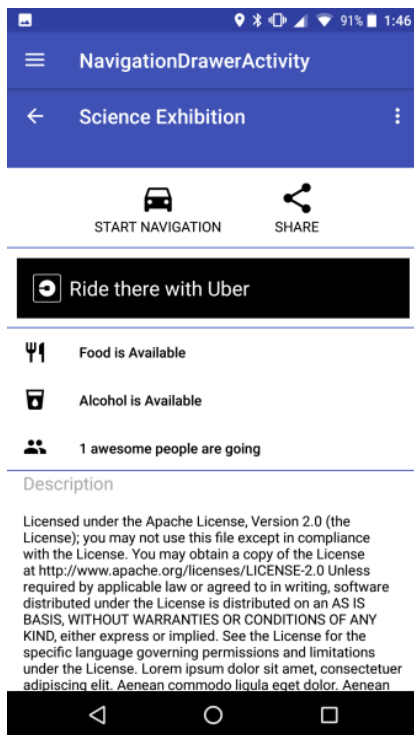 91% 1:46
NavigationDrawerActivity
Science Exhibition
START NAVIGATION SHARE
Ride there with Uber
Food is Available
Alcohol is Available
1 awesome people are going
Description
Licensed under the Apache License, Version 2.0 (the
License); you may not use this file except in compliance
with the License. You may obtain a copy of the License
at http://www.apache.org/licenses/LICENSE-2.0 Unless
required by applicable law or agreed to in writing, software
distributed under the License is distributed on an AS IS
BASIS, WITHOUT WARRANTIES OR CONDITIONS OF ANY
KIND, either express or implied. See the License for the
specific language governing permissions and limitations
under the License. Lorem ipsum dolor sit amet, consectetuer
adipiscing elit. Aenean commodo ligula eget dolor. Aenean